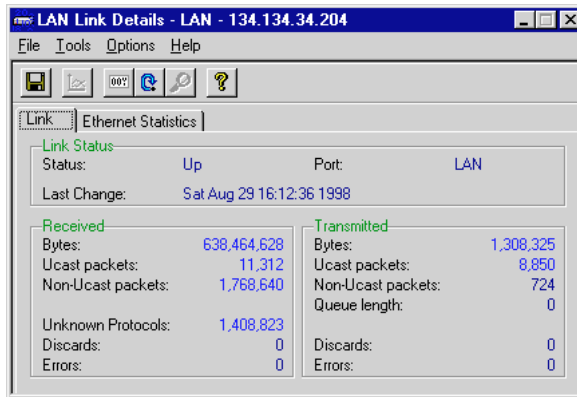 LAN Link Details - LAN - 134.134.34.204
File Tools Options Help
Link Ethernet Statistics
Link Status
Status: Up Port: LAN
Last Change: Sat Aug 29 16:12:36 1998
Received
Bytes: 638,464,628
Ucast packets: 11,312
Non-Ucast packets: 1,768,640
Unknown Protocols: 1,408,823
Discards: 0
Errors: 0
Transmitted
Bytes: 1,308,325
Ucast packets: 8,850
Non-Ucast packets: 724
Queue length: 0
Discards: 0
Errors: 0